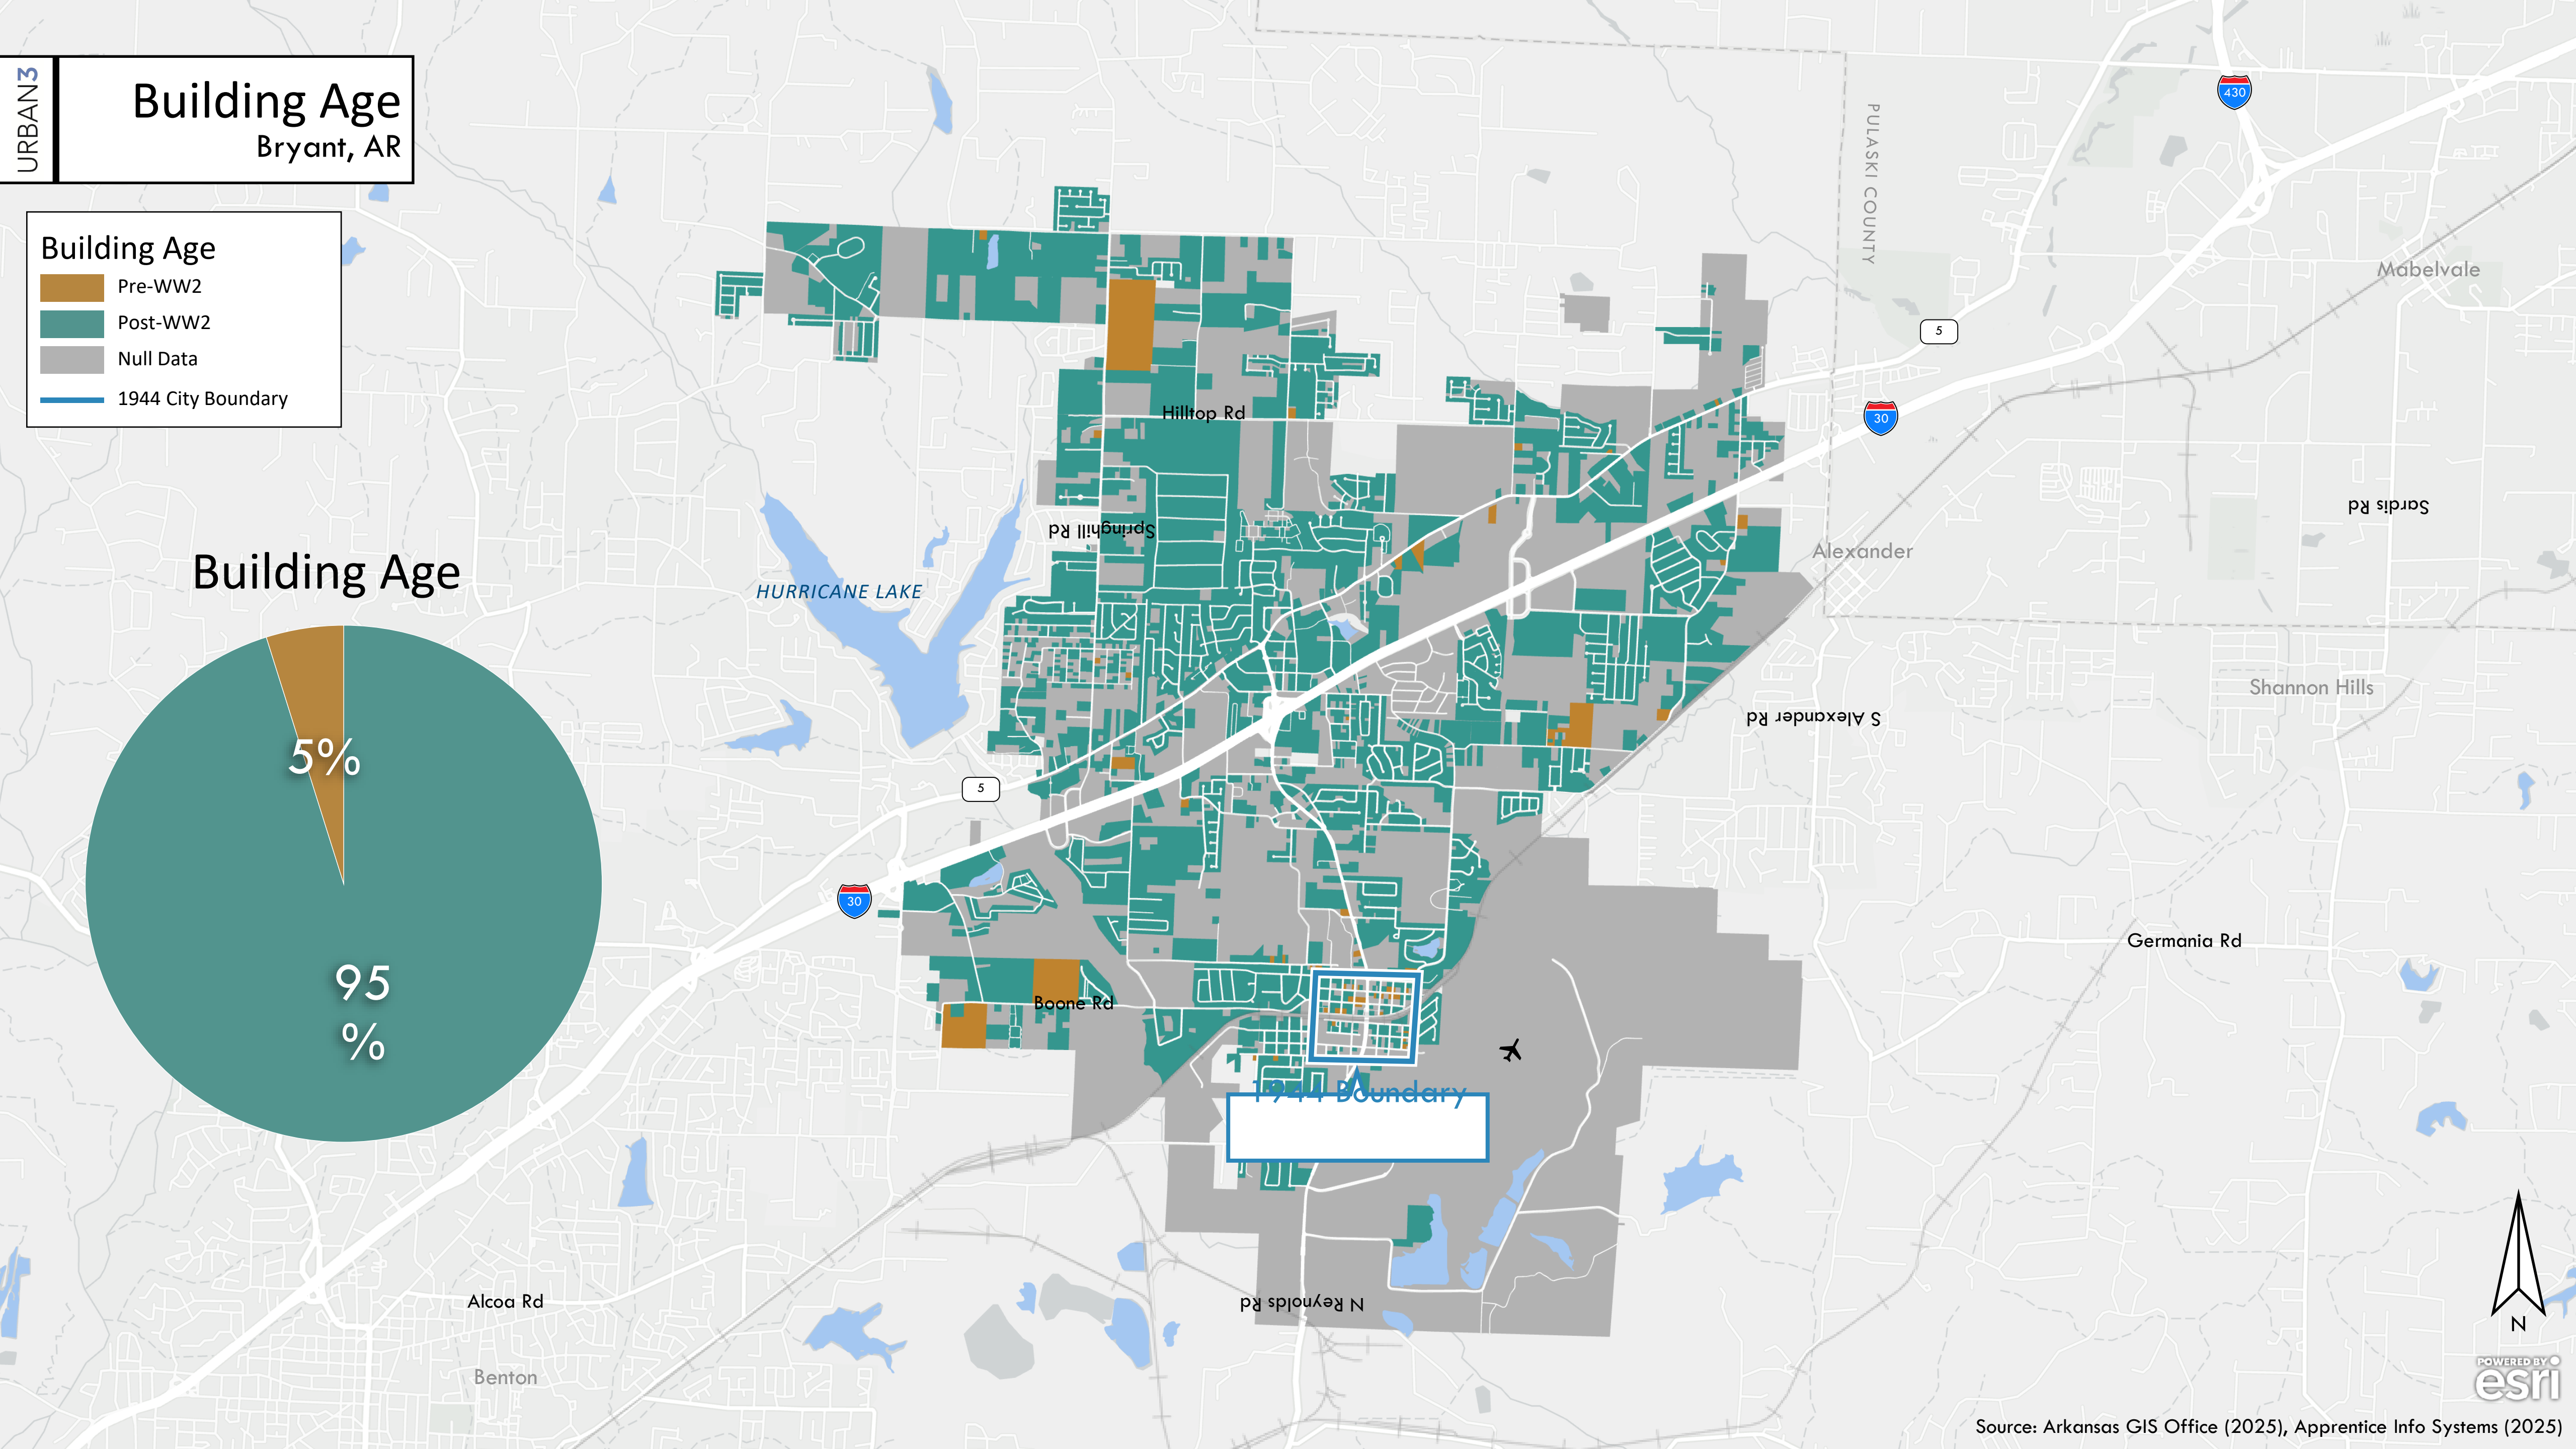 URBAN3
Building Age
Bryant, AR
Building Age
Pre-WW2
Post-WW2
Null Data
1944 City Boundary
Building Age
5%
95
%
PULASKI COUNTY
430
Mabelvale
5
30
Hilltop Rd
Springhill Rd
Sardis Rd
Alexander
HURRICANE LAKE
Shannon Hills
S Alexander Rd
5
30
Germania Rd
Boone Rd
1944 Boundary
Alcoa Rd
N Reynolds Rd
Benton
N
POWERED BY
esri
Source: Arkansas GIS Office (2025), Apprentice Info Systems (2025)